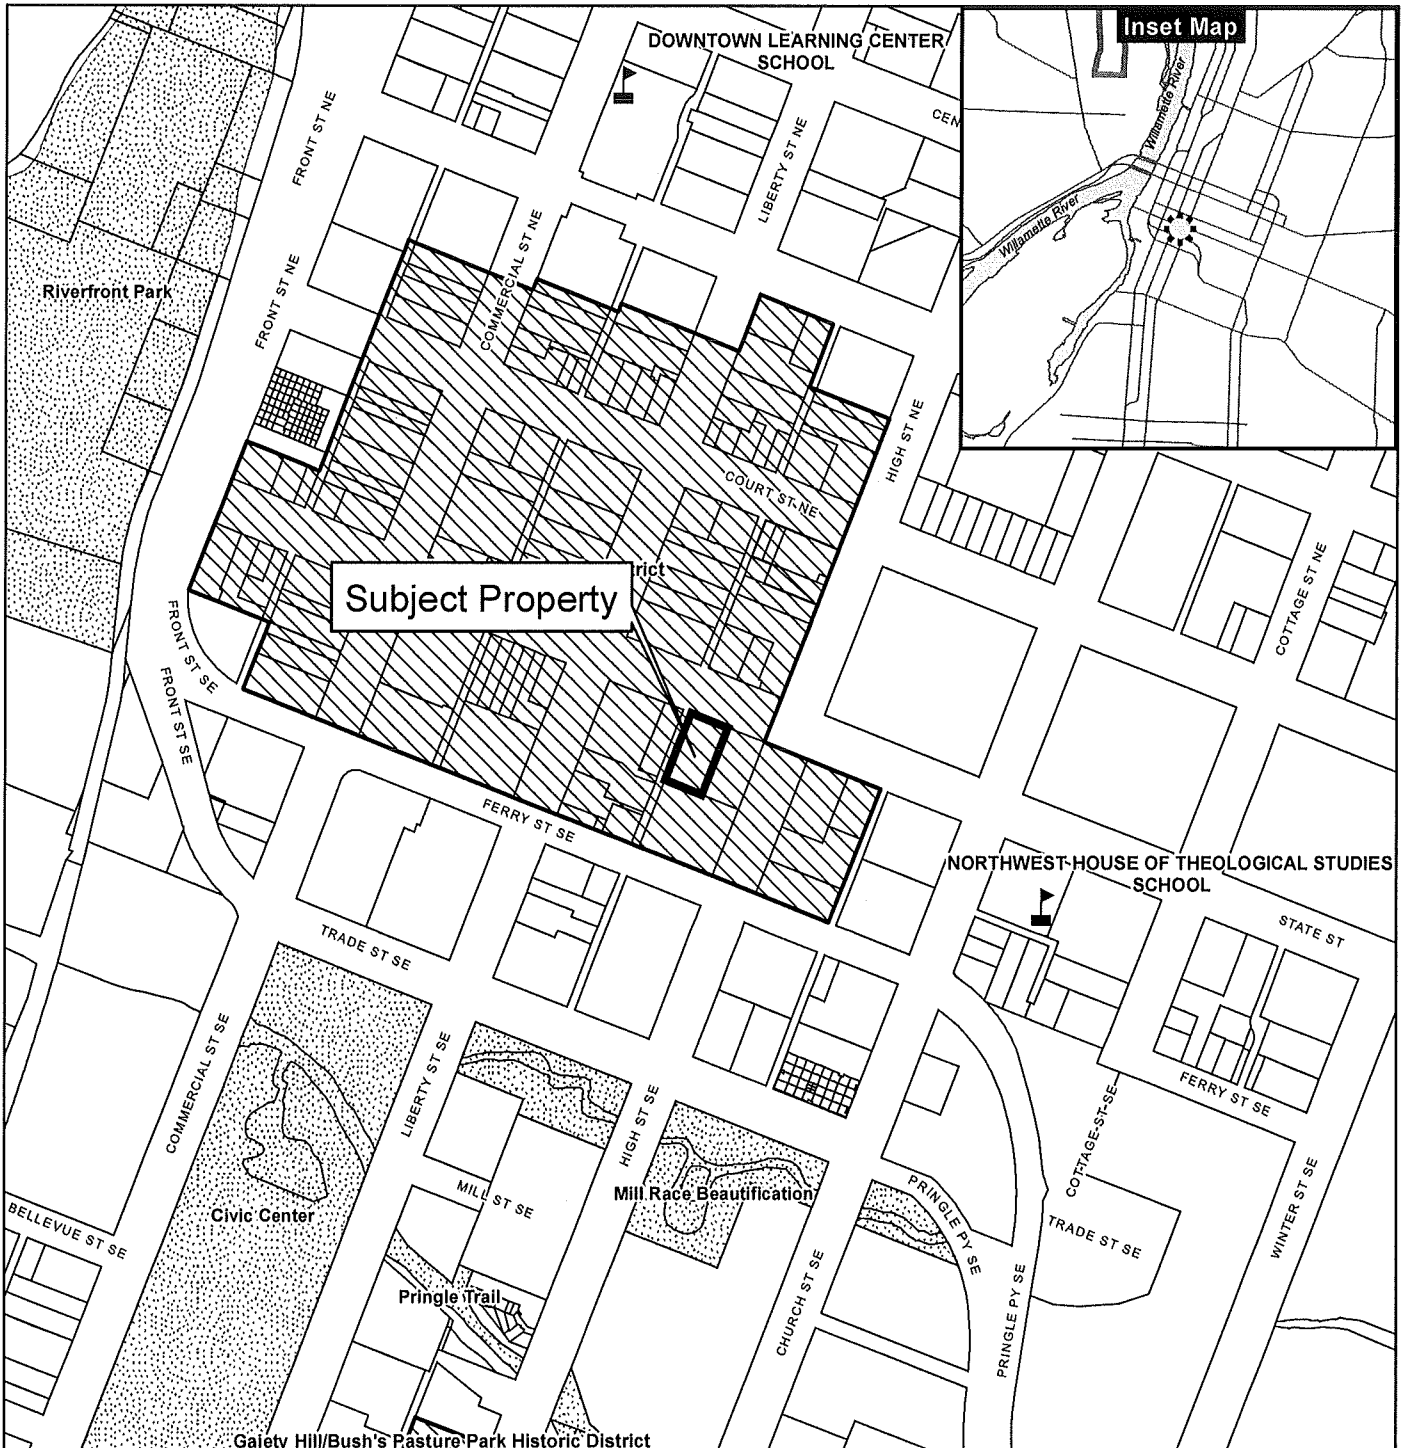 Inset Map
Willamette River
Willamette River
DOWNTOWN LEARNING CENTER
SCHOOL
FRONT ST NE
LIBERTY ST NE
CEN
COMMERCIAL ST NE
Riverfront Park
FRONT ST NE
HIGH ST NE
COURT ST NE
COTTAGE ST NE
rict
Subject Property
FRONT ST SE
FRONT ST SE
FERRY ST SE
NORTHWEST HOUSE OF THEOLOGICAL STUDIES
SCHOOL
STATE ST
TRADE ST SE
COMMERCIAL ST SE
LIBERTY ST SE
HIGH ST SE
FERRY ST SE
COTTAGE ST SE
MILL ST SE
Mill Race Beautification
PRINGLE PY SE
Civic Center
BELLEVUE ST SE
TRADE ST SE
WINTER ST SE
CHURCH ST SE
Pringle Trail
PRINGLE PY SE
Gaiety Hill/Bush's Pasture Park Historic District